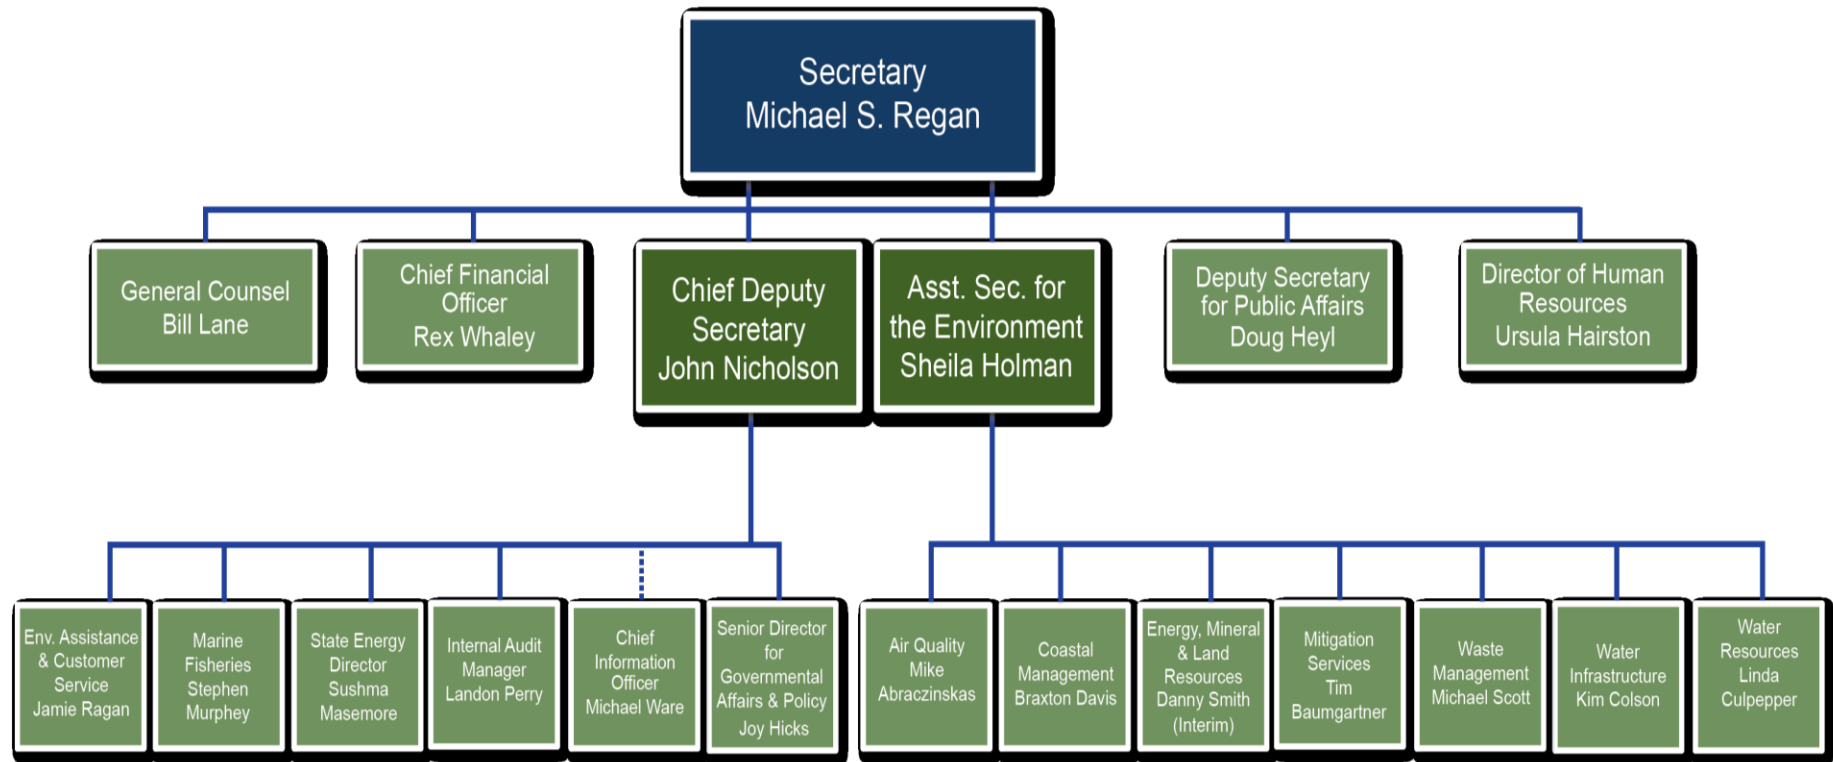 Secretary
Michael S. Regan
General Counsel
Bill Lane
Chief Financial
Officer
Rex Whaley
Chief Deputy
Secretary
John Nicholson
Asst. Sec. for
the Environment
Sheila Holman
Deputy Secretary
for Public Affairs
Doug Heyl
Director of Human
Resources
Ursula Hairston
Env. Assistance
& Customer
Service
Jamie Ragan
Marine
Fisheries
Stephen
Murphey
State Energy
Director
Sushma
Masemore
Internal Audit
Manager
Landon Perry
Chief
Information
Officer
Michael Ware
Senior Director
for
Governmental
Affairs & Policy
Joy Hicks
Air Quality
Mike
Abraczinskas
Coastal
Management
Braxton Davis
Energy, Mineral
& Land
Resources
Danny Smith
(Interim)
Mitigation
Services
Tim
Baumgartner
Waste
Management
Michael Scott
Water
Infrastructure
Kim Colson
Water
Resources
Linda
Culpepper